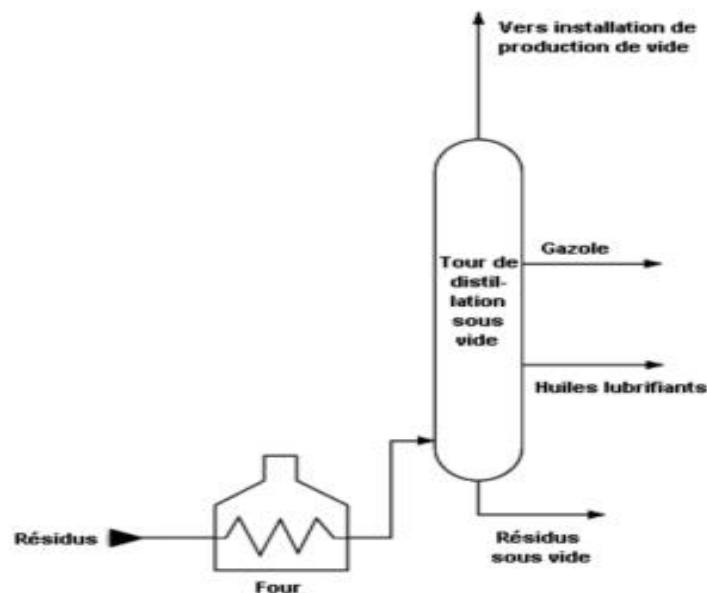 Vers installation de
production de vide
Gazole
Tour de
distil-
lation
sous
vide
Huiles lubrifiants
Résidus
Four
Résidus
sous vide